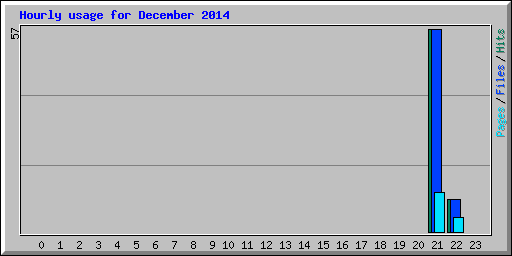 Hourly usage for December 2014
57
Pages/Files/Hits
0 1 2 3 4 5 6 7 8 9 10 11 12 13 14 15 16 17 18 19 20 21 22 23